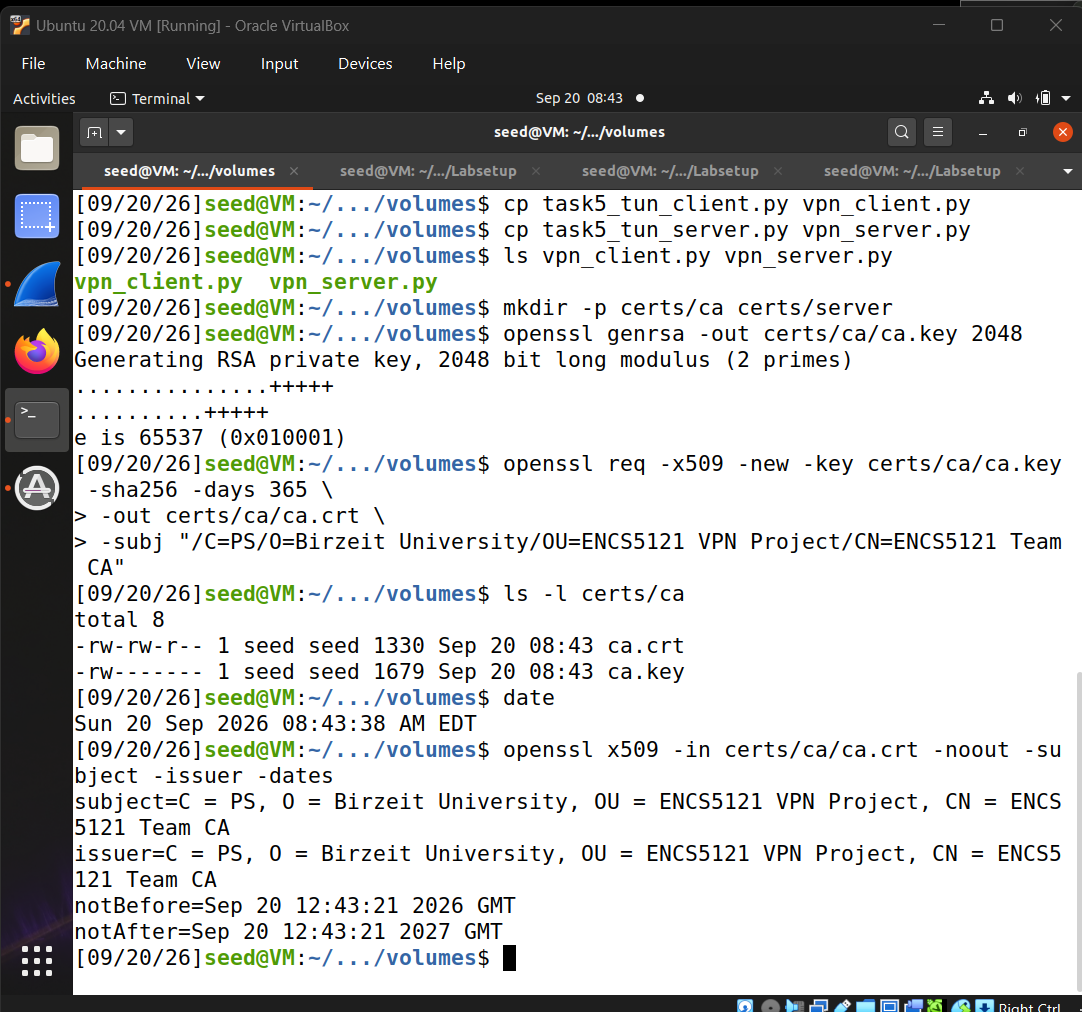 Ubuntu 20.04 VM [Running] - Oracle VirtualBox
File Machine View Input Devices Help
Activities Terminal Sep 20 08:43
seed@VM: ~/.../volumes
seed@VM: ~/.../volumes × seed@VM: ~/.../Labsetup × seed@VM: ~/.../Labsetup × seed@VM: ~/.../Labsetup ×
[09/20/26]seed@VM:~/.../volumes$ cp task5_tun_client.py vpn_client.py
[09/20/26]seed@VM:~/.../volumes$ cp task5_tun_server.py vpn_server.py
[09/20/26]seed@VM:~/.../volumes$ ls vpn_client.py vpn_server.py
vpn_client.py  vpn_server.py
[09/20/26]seed@VM:~/.../volumes$ mkdir -p certs/ca certs/server
[09/20/26]seed@VM:~/.../volumes$ openssl genrsa -out certs/ca/ca.key 2048
Generating RSA private key, 2048 bit long modulus (2 primes)
...............+++++
..........+++++
e is 65537 (0x010001)
[09/20/26]seed@VM:~/.../volumes$ openssl req -x509 -new -key certs/ca/ca.key
 -sha256 -days 365 \
> -out certs/ca/ca.crt \
> -subj "/C=PS/O=Birzeit University/OU=ENCS5121 VPN Project/CN=ENCS5121 Team
 CA"
[09/20/26]seed@VM:~/.../volumes$ ls -l certs/ca
total 8
-rw-rw-r-- 1 seed seed 1330 Sep 20 08:43 ca.crt
-rw------- 1 seed seed 1679 Sep 20 08:43 ca.key
[09/20/26]seed@VM:~/.../volumes$ date
Sun 20 Sep 2026 08:43:38 AM EDT
[09/20/26]seed@VM:~/.../volumes$ openssl x509 -in certs/ca/ca.crt -noout -su
bject -issuer -dates
subject=C = PS, O = Birzeit University, OU = ENCS5121 VPN Project, CN = ENCS
5121 Team CA
issuer=C = PS, O = Birzeit University, OU = ENCS5121 VPN Project, CN = ENCS5
121 Team CA
notBefore=Sep 20 12:43:21 2026 GMT
notAfter=Sep 20 12:43:21 2027 GMT
[09/20/26]seed@VM:~/.../volumes$
Right Ctrl